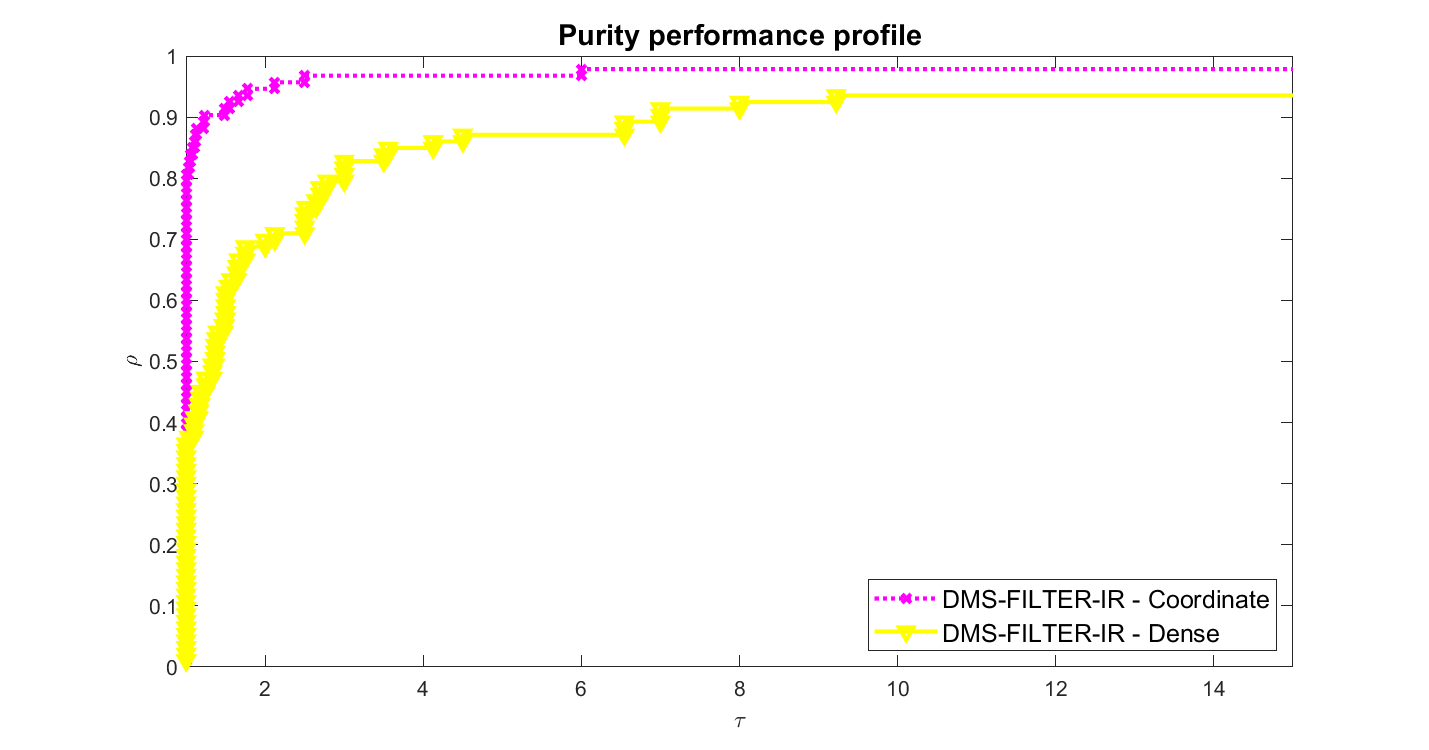 Purity performance profile
1
0.9
0.8
0.7
0.6
0.5
0.4
0.3
0.2
0.1
0
ρ
2 4 6 8 10 12 14
τ
DMS-FILTER-IR - Coordinate
DMS-FILTER-IR - Dense